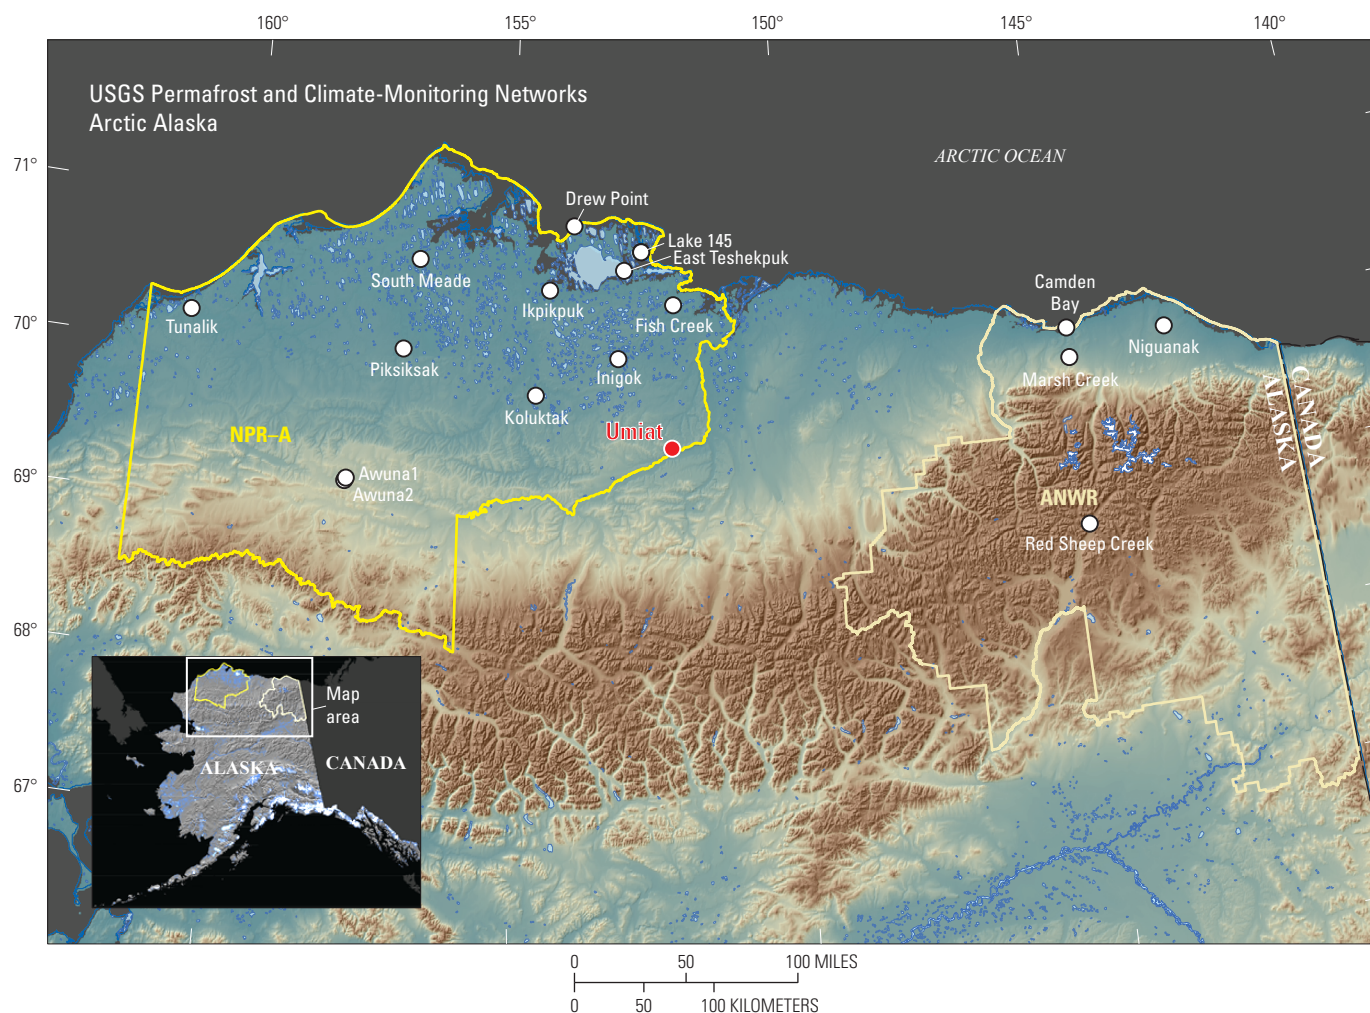 160°
155°
150°
145°
140°
USGS Permafrost and Climate-Monitoring Networks
Arctic Alaska
ARCTIC OCEAN
71°
70°
69°
68°
67°
Drew Point
Lake 145
East Teshekpuk
South Meade
Ikpikpuk
Fish Creek
Tunalik
Piksiksak
Inigok
Koluktak
Umiat
NPR–A
Awuna1
Awuna2
Camden
Bay
Niguanak
Marsh Creek
CANADA
ALASKA
ANWR
Red Sheep Creek
Map
area
ALASKA
CANADA
0 50 100 MILES
0 50 100 KILOMETERS